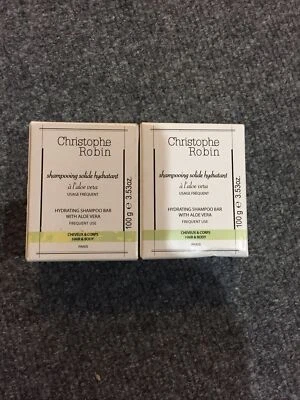 Christophe
Robin
shampooing solide hydratant
à l'aloe vera
USAGE FRÉQUENT
HYDRATING SHAMPOO BAR
WITH ALOE VERA
FREQUENT USE
CHEVEUX & CORPS
HAIR & BODY
PARIS
100 g ℮ 3.53oz.
Christophe
Robin
shampooing solide hydratant
à l'aloe vera
USAGE FRÉQUENT
HYDRATING SHAMPOO BAR
WITH ALOE VERA
FREQUENT USE
CHEVEUX & CORPS
HAIR & BODY
PARIS
100 g ℮ 3.53oz.